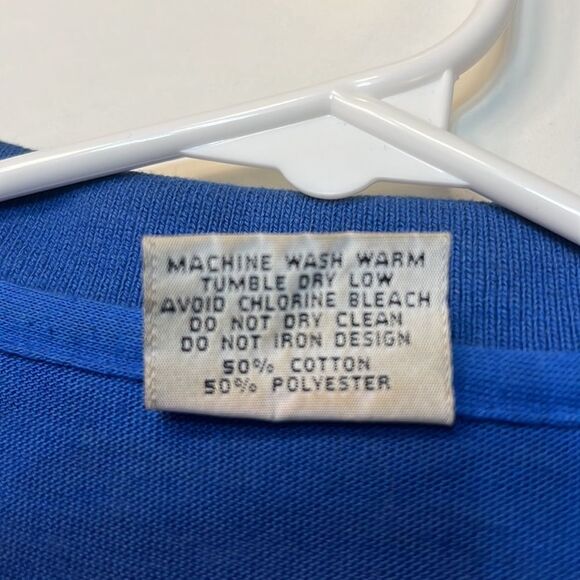 MACHINE WASH WARM
TUMBLE DRY LOW
AVOID CHLORINE BLEACH
DO NOT DRY CLEAN
DO NOT IRON DESIGN
50% COTTON
50% POLYESTER